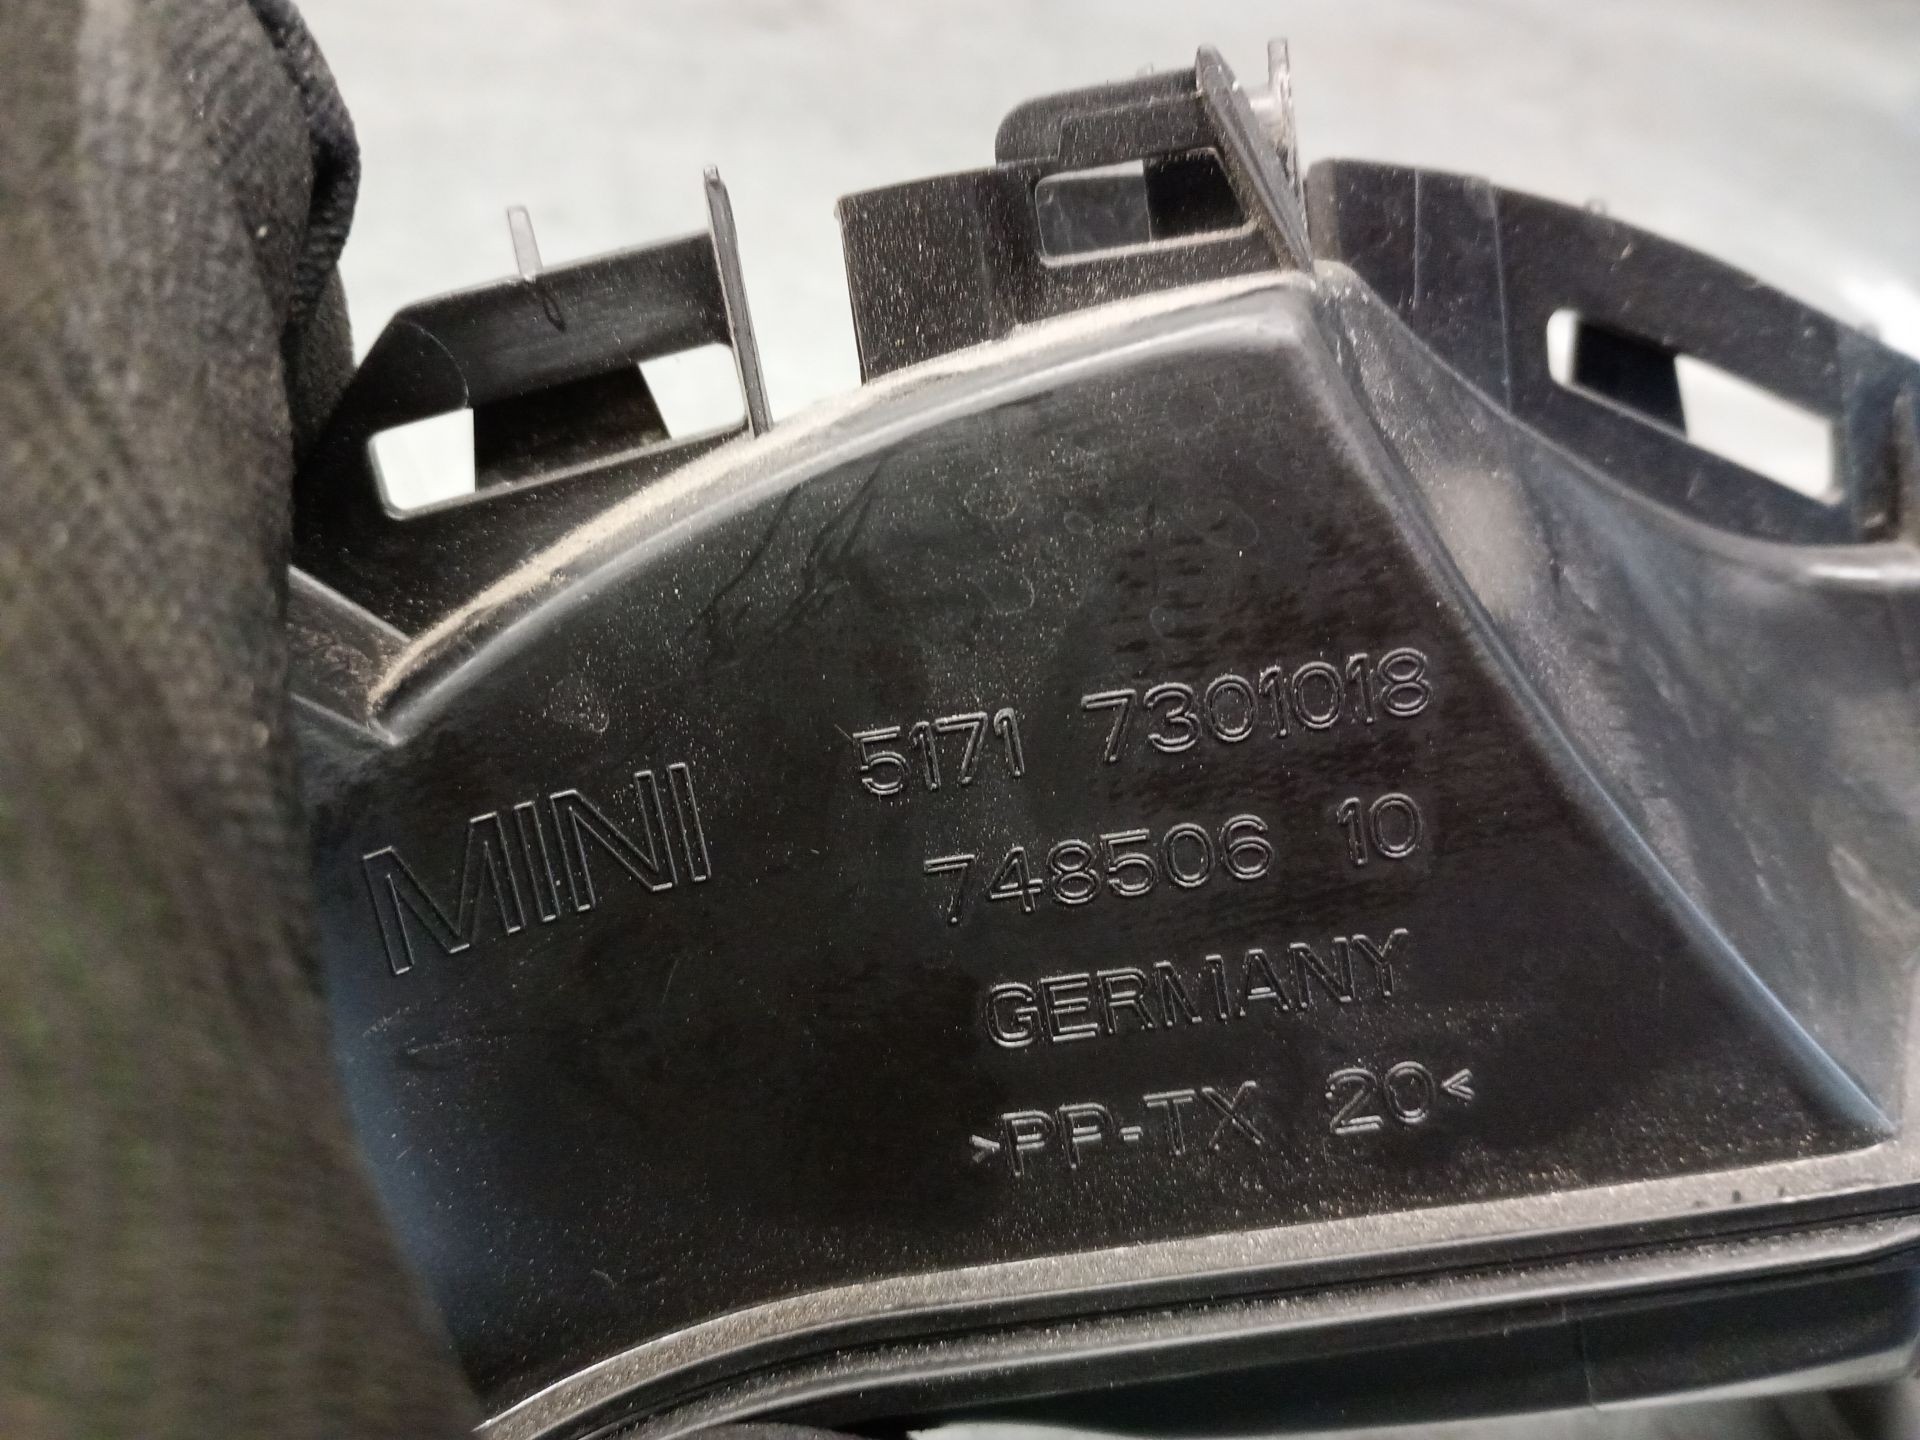 MINI
5171 7301018
748506 10
GERMANY
>PP-TX 20<